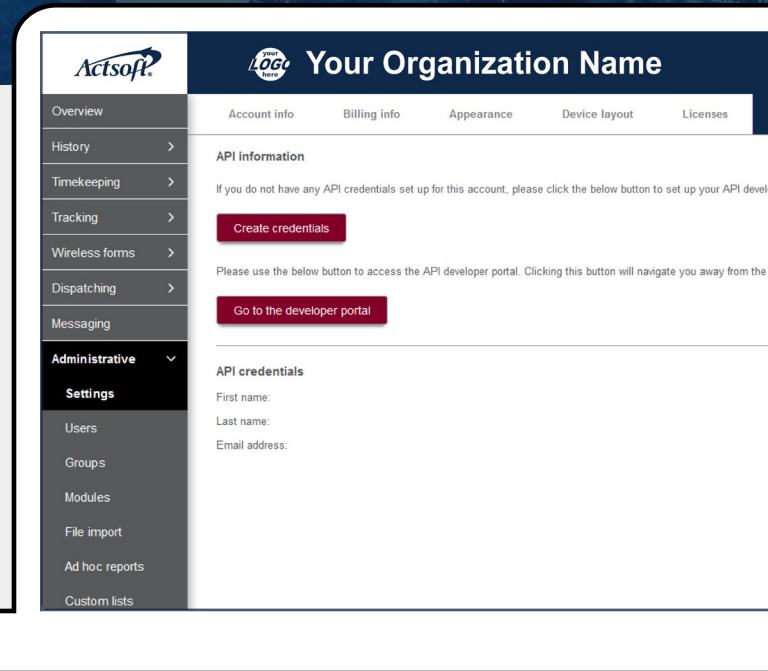 Actsoft®
your
LOGO
here
Your Organization Name
Overview
History
Timekeeping
Tracking
Wireless forms
Dispatching
Messaging
Administrative
Settings
Users
Groups
Modules
File import
Ad hoc reports
Custom lists
Account info
Billing info
Appearance
Device layout
Licenses
API information
If you do not have any API credentials set up for this account, please click the below button to set up your API devel
Create credentials
Please use the below button to access the API developer portal. Clicking this button will navigate you away from the
Go to the developer portal
API credentials
First name:
Last name:
Email address: